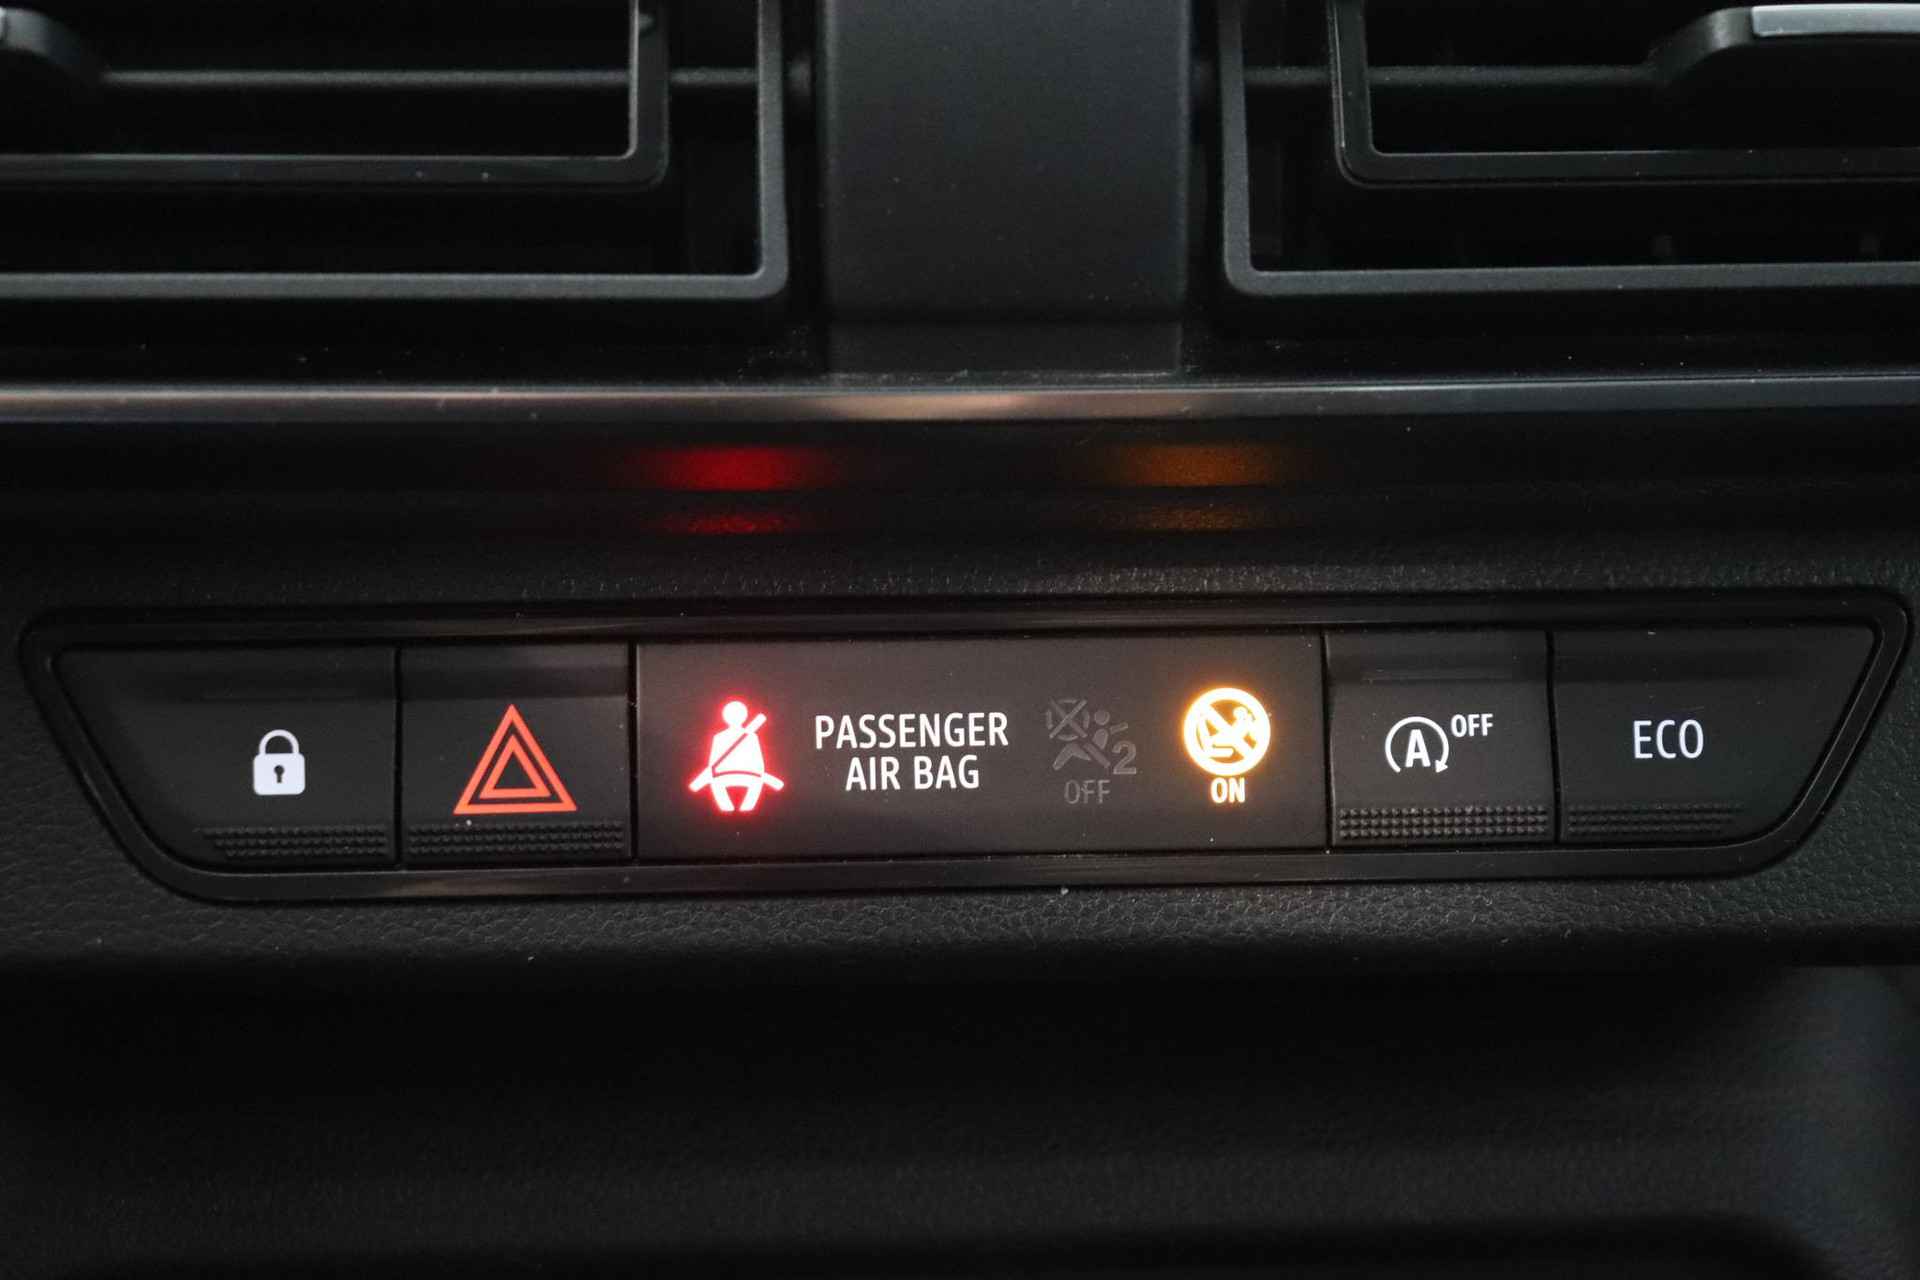 PASSENGER
AIR BAG
2
OFF
ON
A OFF
ECO